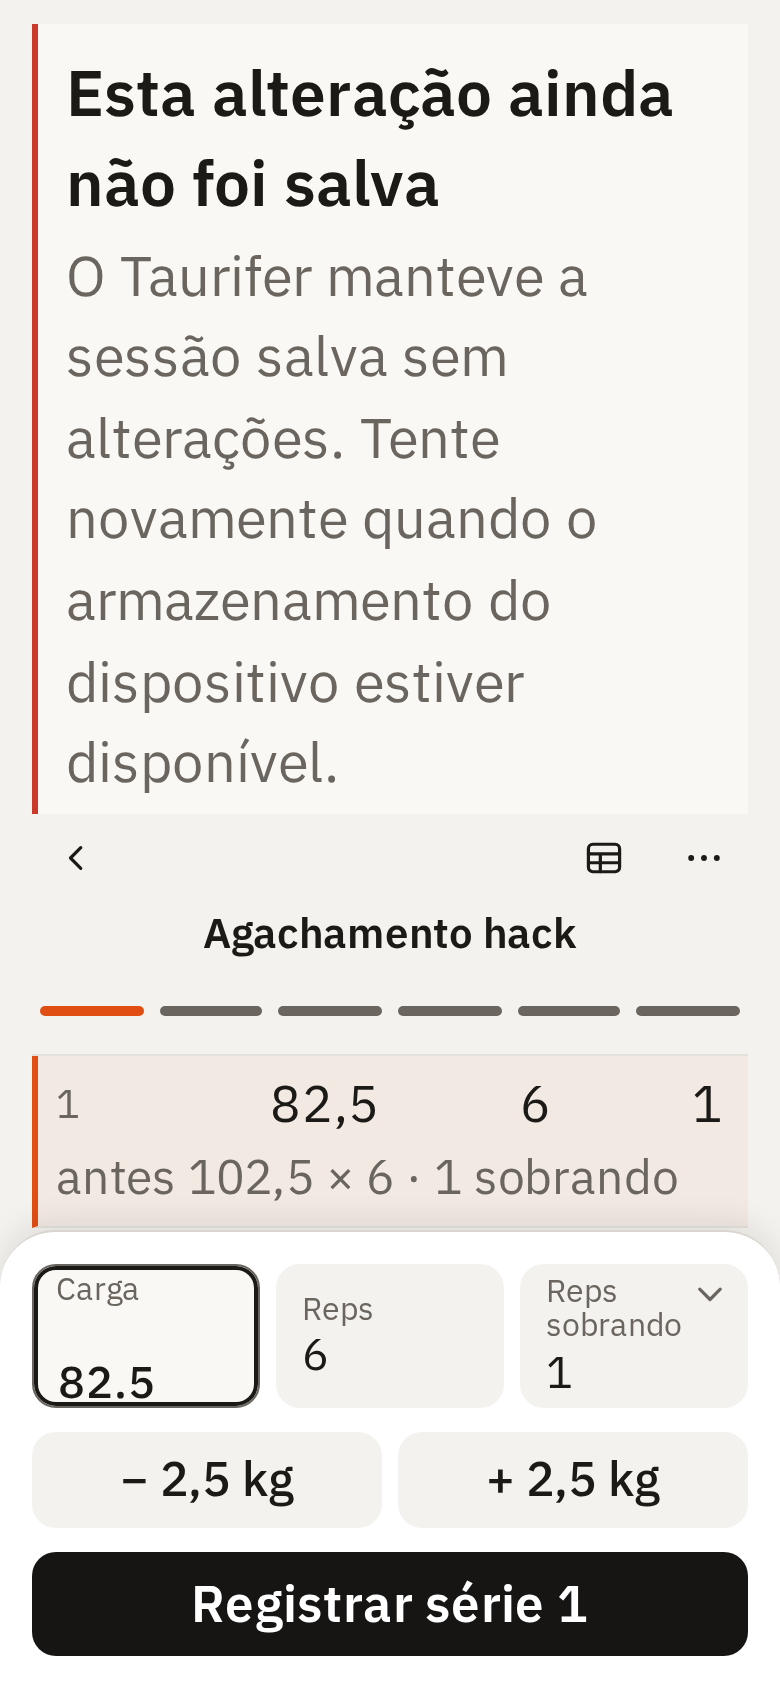 Esta alteração ainda
não foi salva
O Taurifer manteve a
sessão salva sem
alterações. Tente
novamente quando o
armazenamento do
dispositivo estiver
disponível.
Agachamento hack
1 82,5 6 1
antes 102,5 × 6 · 1 sobrando
Carga
82.5
Reps
6
Reps
sobrando
1
− 2,5 kg
+ 2,5 kg
Registrar série 1